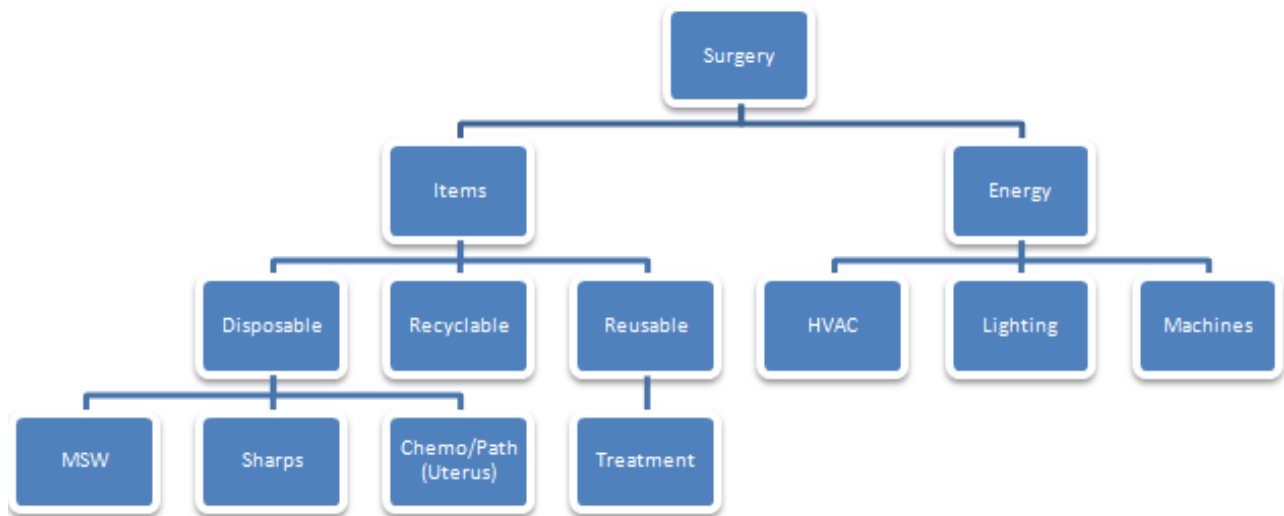 Surgery
Items
Energy
Disposable
Recyclable
Reusable
HVAC
Lighting
Machines
MSW
Sharps
Chemo/Path
(Uterus)
Treatment